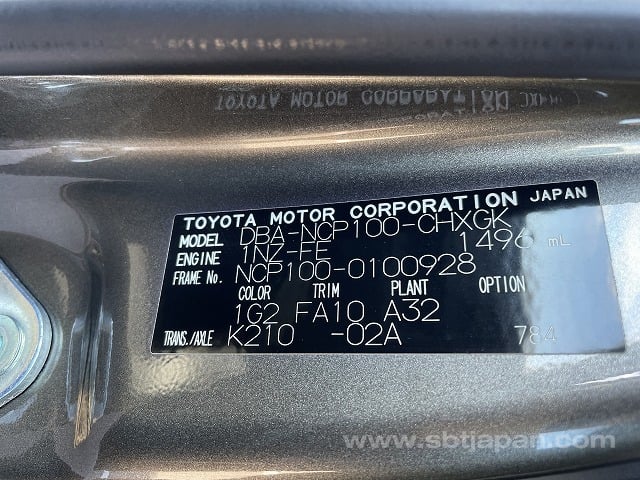 TOYOTA MOTOR CORPORATION JAPAN
MODEL DBA-NCP100-CHXGK
ENGINE 1NZ-FE 1496 mL
FRAME No. NCP100-0100928
COLOR TRIM PLANT OPTION
1G2 FA10 A32
TRANS./AXLE K210 -02A 784
www.sbtjapan.com